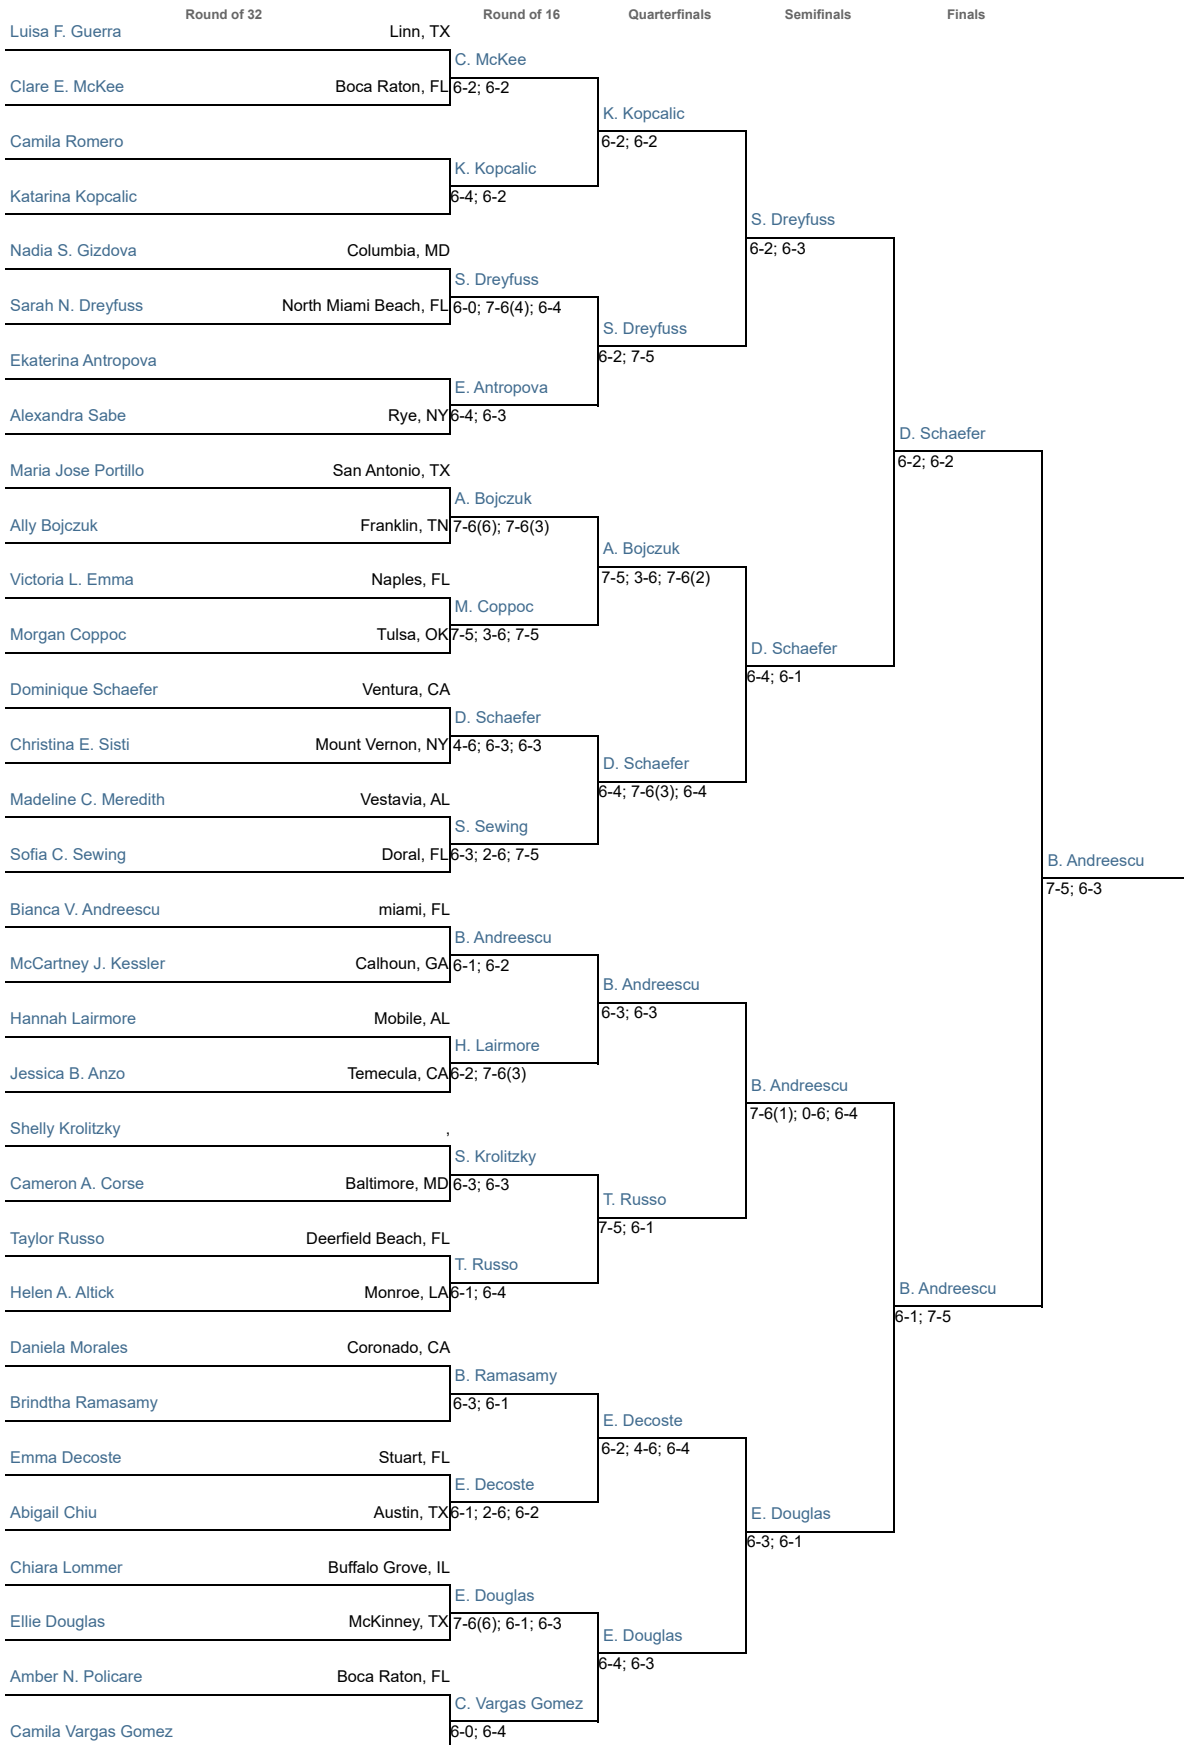 Round of 32 Round of 16 Quarterfinals Semifinals Finals
Luisa F. Guerra Linn, TX
C. McKee
Clare E. McKee Boca Raton, FL 6-2; 6-2
K. Kopcalic
Camila Romero 6-2; 6-2
K. Kopcalic
Katarina Kopcalic 6-4; 6-2
S. Dreyfuss
Nadia S. Gizdova Columbia, MD 6-2; 6-3
S. Dreyfuss
Sarah N. Dreyfuss North Miami Beach, FL 6-0; 7-6(4); 6-4
S. Dreyfuss
Ekaterina Antropova 6-2; 7-5
E. Antropova
Alexandra Sabe Rye, NY 6-4; 6-3
D. Schaefer
Maria Jose Portillo San Antonio, TX 6-2; 6-2
A. Bojczuk
Ally Bojczuk Franklin, TN 7-6(6); 7-6(3)
A. Bojczuk
Victoria L. Emma Naples, FL 7-5; 3-6; 7-6(2)
M. Coppoc
Morgan Coppoc Tulsa, OK 7-5; 3-6; 7-5
D. Schaefer
Dominique Schaefer Ventura, CA 6-4; 6-1
D. Schaefer
Christina E. Sisti Mount Vernon, NY 4-6; 6-3; 6-3
D. Schaefer
Madeline C. Meredith Vestavia, AL 6-4; 7-6(3); 6-4
S. Sewing
Sofia C. Sewing Doral, FL 6-3; 2-6; 7-5
B. Andreescu
7-5; 6-3
Bianca V. Andreescu miami, FL
B. Andreescu
McCartney J. Kessler Calhoun, GA 6-1; 6-2
B. Andreescu
Hannah Lairmore Mobile, AL 6-3; 6-3
H. Lairmore
Jessica B. Anzo Temecula, CA 6-2; 7-6(3)
B. Andreescu
Shelly Krolitzky , 7-6(1); 0-6; 6-4
S. Krolitzky
Cameron A. Corse Baltimore, MD 6-3; 6-3
T. Russo
Taylor Russo Deerfield Beach, FL 7-5; 6-1
T. Russo
Helen A. Altick Monroe, LA 6-1; 6-4
B. Andreescu
6-1; 7-5
Daniela Morales Coronado, CA
B. Ramasamy
Brindtha Ramasamy 6-3; 6-1
E. Decoste
Emma Decoste Stuart, FL 6-2; 4-6; 6-4
E. Decoste
Abigail Chiu Austin, TX 6-1; 2-6; 6-2
E. Douglas
6-3; 6-1
Chiara Lommer Buffalo Grove, IL
E. Douglas
Ellie Douglas McKinney, TX 7-6(6); 6-1; 6-3
E. Douglas
Amber N. Policare Boca Raton, FL 6-4; 6-3
C. Vargas Gomez
Camila Vargas Gomez 6-0; 6-4